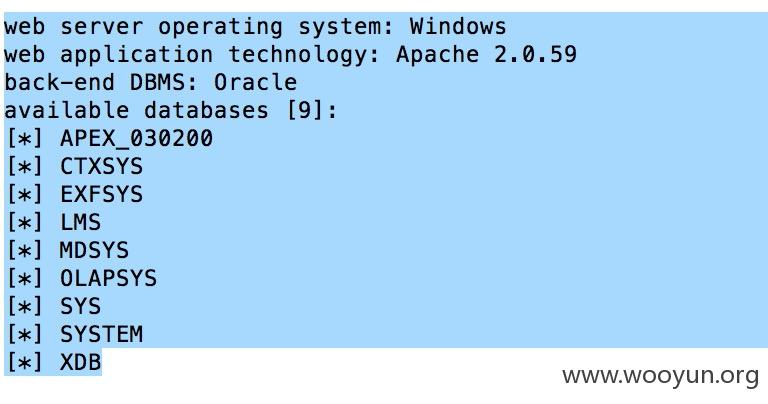 web server operating system: Windows
web application technology: Apache 2.0.59
back-end DBMS: Oracle
available databases [9]:
[*] APEX_030200
[*] CTXSYS
[*] EXFSYS
[*] LMS
[*] MDSYS
[*] OLAPSYS
[*] SYS
[*] SYSTEM
[*] XDB
www.wooyun.org